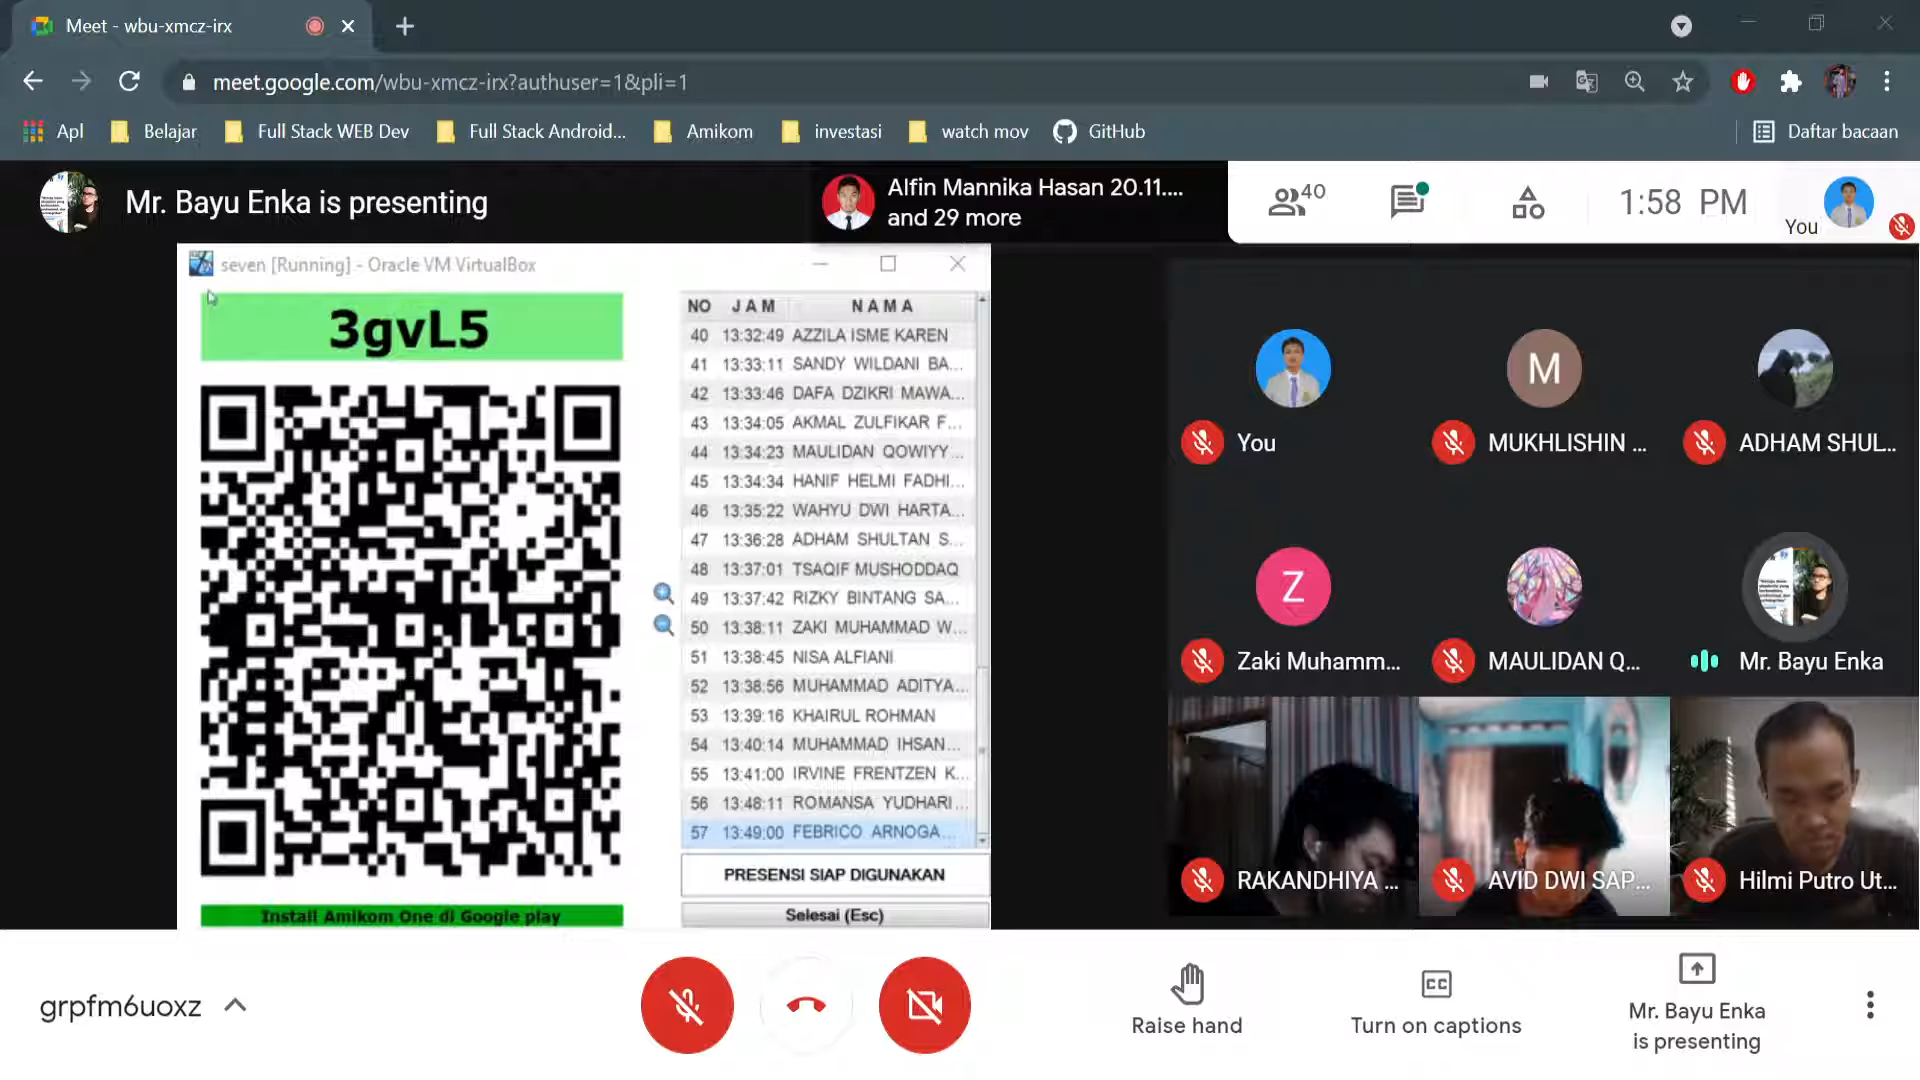 Meet - wbu-xmcz-irx
meet.google.com/wbu-xmcz-irx?authuser=1&pli=1
Apl
Belajar
Full Stack WEB Dev
Full Stack Android...
Amikom
investasi
watch mov
GitHub
Daftar bacaan
Mr. Bayu Enka is presenting
Alfin Mannika Hasan 20.11....
and 29 more
40
1:58 PM
You
seven [Running] - Oracle VM VirtualBox
3gvL5
NO JAM NAMA
40 13:32:49 AZZILA ISME KAREN
41 13:33:11 SANDY WILDANI BA...
42 13:33:46 DAFA DZIKRI MAWA...
43 13:34:05 AKMAL ZULFIKAR F...
44 13:34:23 MAULIDAN QOWIYY...
45 13:34:34 HANIF HELMI FADHI...
46 13:35:22 WAHYU DWI HARTA...
47 13:36:28 ADHAM SHULTAN S...
48 13:37:01 TSAQIF MUSHODDAQ
49 13:37:42 RIZKY BINTANG SA...
50 13:38:11 ZAKI MUHAMMAD W...
51 13:38:45 NISA ALFIANI
52 13:38:56 MUHAMMAD ADITYA...
53 13:39:16 KHAIRUL ROHMAN
54 13:40:14 MUHAMMAD IHSAN...
55 13:41:00 IRVINE FRENTZEN K...
56 13:48:11 ROMANSA YUDHARI...
57 13:49:00 FEBRICO ARNOGA...
PRESENSI SIAP DIGUNAKAN
Selesai (Esc)
Install Amikom One di Google play
You
M
MUKHLISHIN ...
ADHAM SHUL...
Z
Zaki Muhamm...
MAULIDAN Q...
Mr. Bayu Enka
RAKANDHIYA ...
AVID DWI SAP...
Hilmi Putro Ut...
grpfm6uoxz
Raise hand
Turn on captions
Mr. Bayu Enka
is presenting